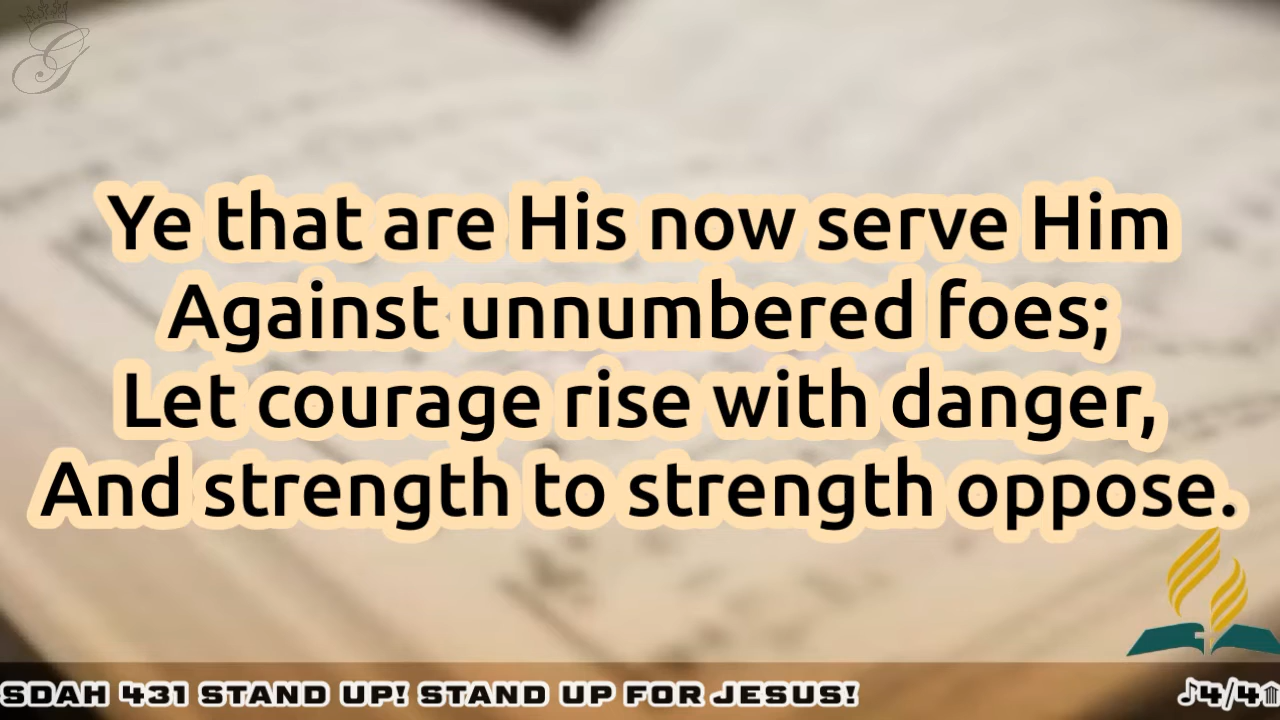 G
Ye that are His now serve Him
Against unnumbered foes;
Let courage rise with danger,
And strength to strength oppose.
SDAH 431 STAND UP! STAND UP FOR JESUS!
♪4/4